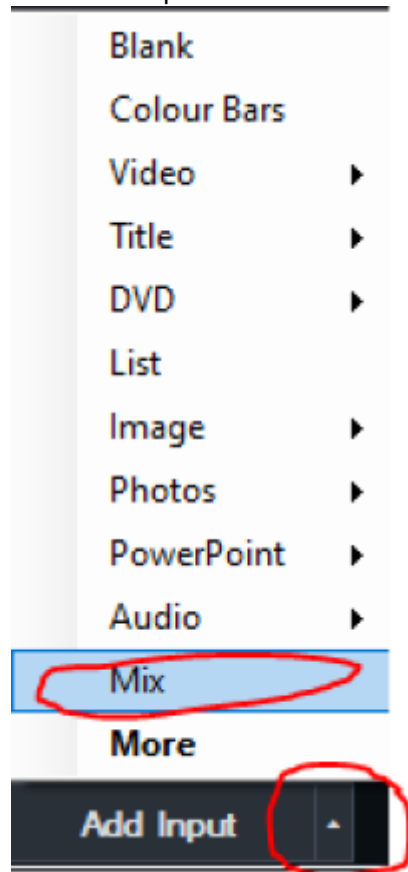 Blank
Colour Bars
Video
Title
DVD
List
Image
Photos
PowerPoint
Audio
Mix
More
Add Input